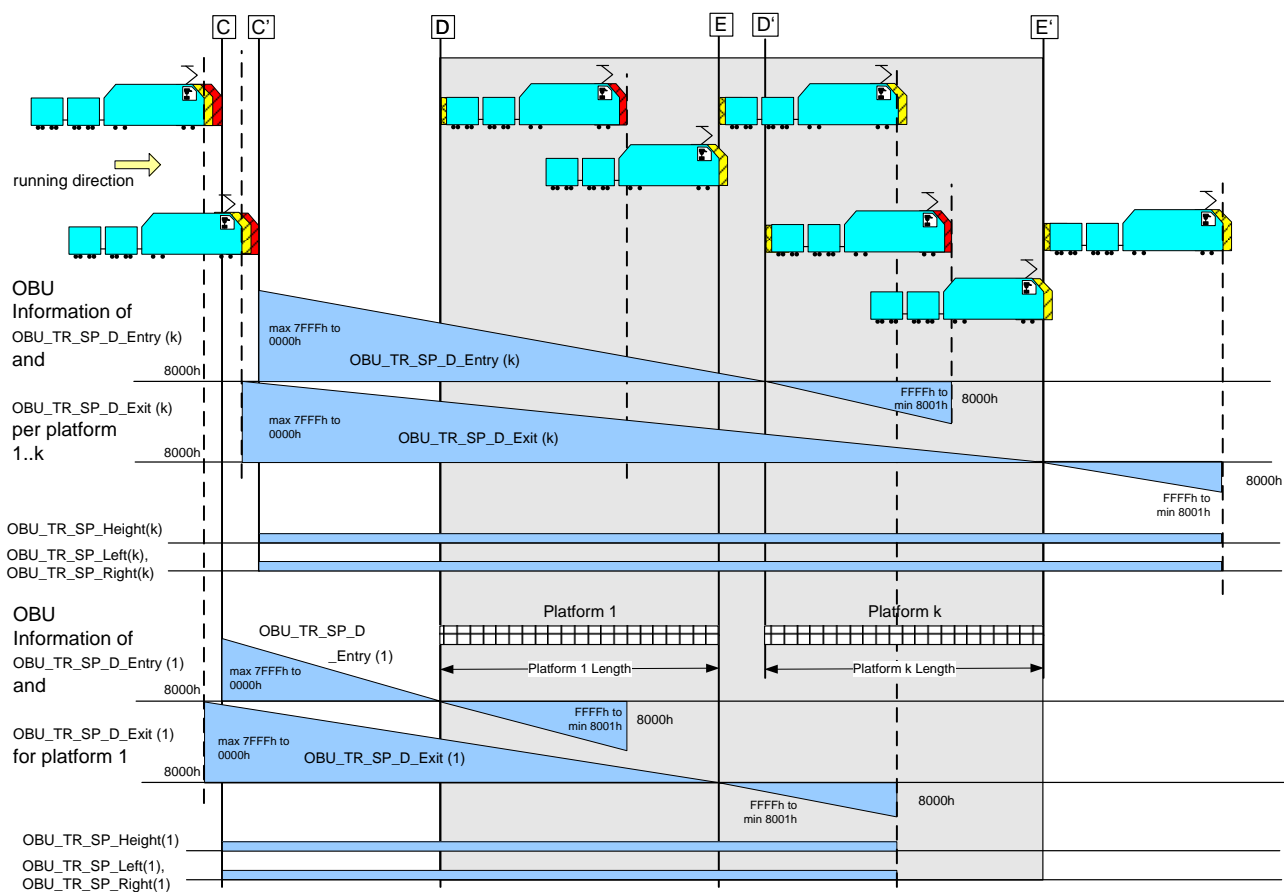 C
C'
D
E
D'
E'
running direction
OBU
Information of
OBU_TR_SP_D_Entry (k)
and
8000h
max 7FFFh to
0000h
OBU_TR_SP_D_Entry (k)
FFFFh to
min 8001h
8000h
OBU_TR_SP_D_Exit (k)
per platform
1..k
8000h
max 7FFFh to
0000h
OBU_TR_SP_D_Exit (k)
FFFFh to
min 8001h
8000h
OBU_TR_SP_Height(k)
OBU_TR_SP_Left(k),
OBU_TR_SP_Right(k)
OBU
Information of
OBU_TR_SP_D_Entry (1)
and
8000h
max 7FFFh to
0000h
OBU_TR_SP_D
_Entry (1)
Platform 1
Platform k
Platform 1 Length
Platform k Length
FFFFh to
min 8001h
8000h
OBU_TR_SP_D_Exit (1)
for platform 1
8000h
max 7FFFh to
0000h
OBU_TR_SP_D_Exit (1)
FFFFh to
min 8001h
8000h
OBU_TR_SP_Height(1)
OBU_TR_SP_Left(1),
OBU_TR_SP_Right(1)